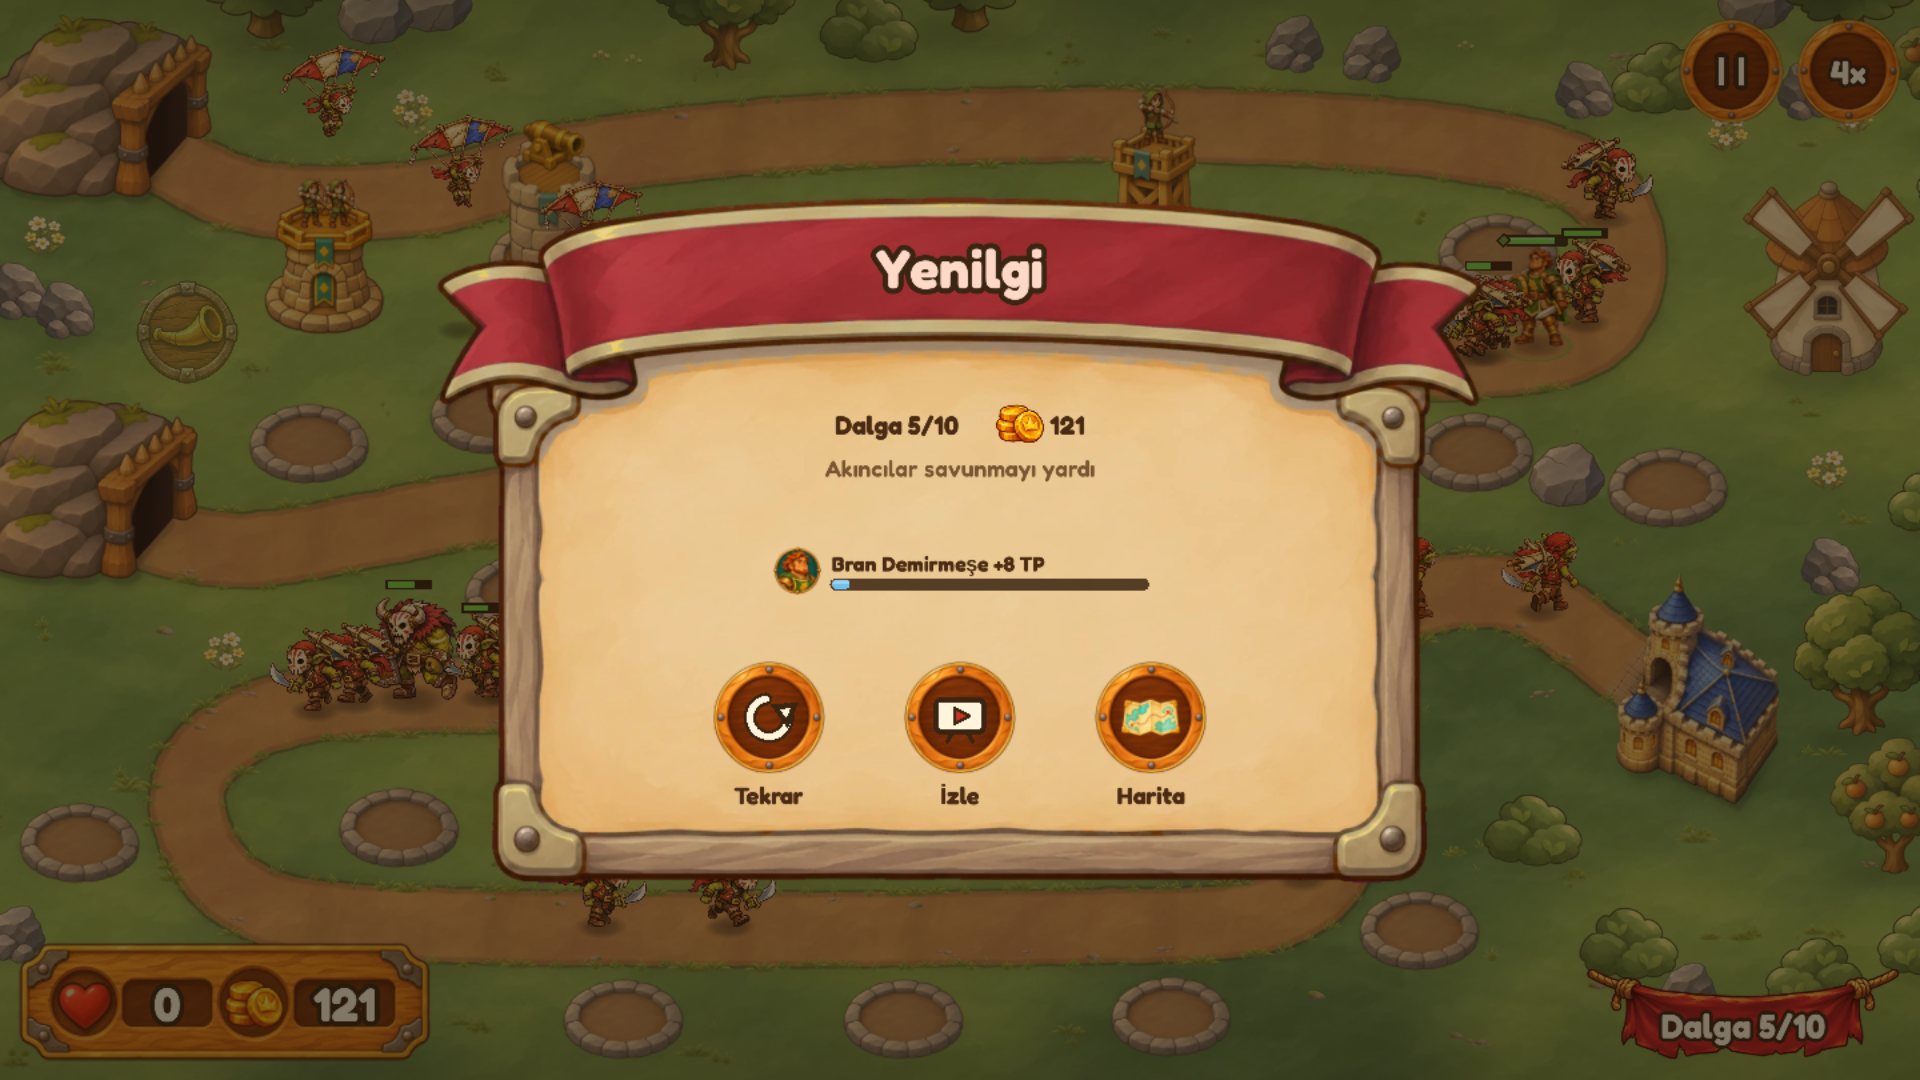 4x
Yenilgi
Dalga 5/10 121
Akıncılar savunmayı yardı
Bran Demirmeşe +8 TP
Tekrar
İzle
Harita
0 121
Dalga 5/10